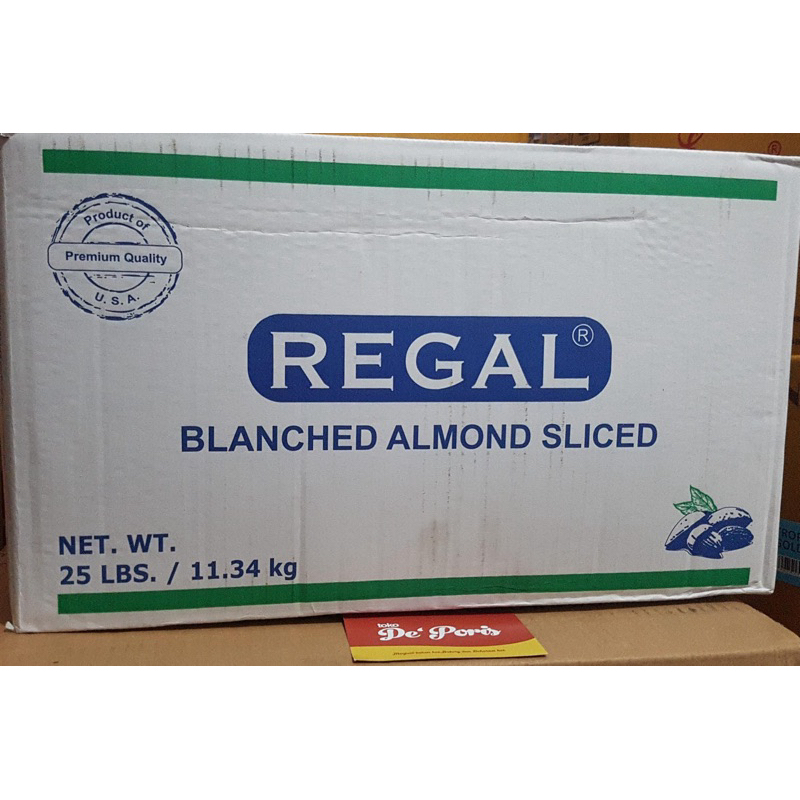 Product of
Premium Quality
U. S. A.
REGAL®
BLANCHED ALMOND SLICED
NET. WT.
25 LBS. / 11.34 kg
toko
De' Poris